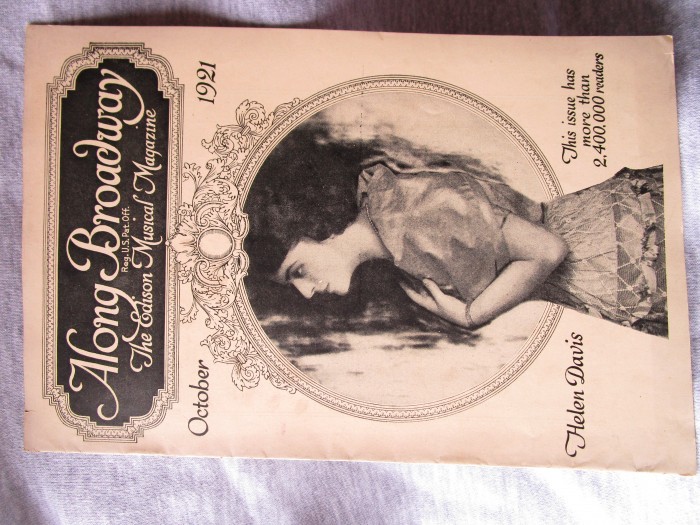 Along Broadway
Reg.U.S.Pat.Off.
The Edison Musical Magazine
October 1921
Helen Davis
This issue has
more than
2,400,000 readers